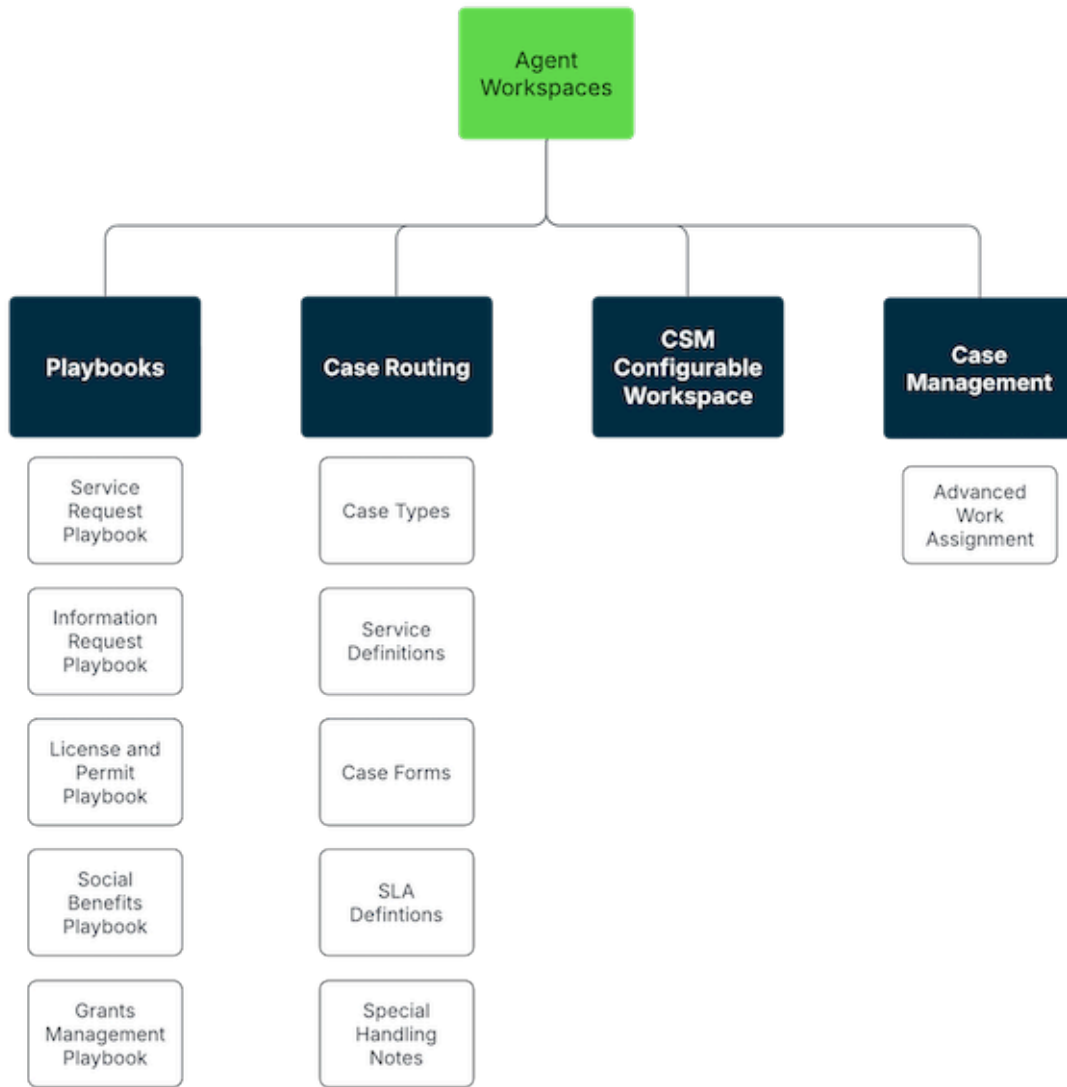 Agent
Workspaces
Playbooks
Case Routing
CSM
Configurable
Workspace
Case
Management
Service
Request
Playbook
Information
Request
Playbook
License and
Permit
Playbook
Social
Benefits
Playbook
Grants
Management
Playbook
Case Types
Service
Definitions
Case Forms
SLA
Defintions
Special
Handling
Notes
Advanced
Work
Assignment